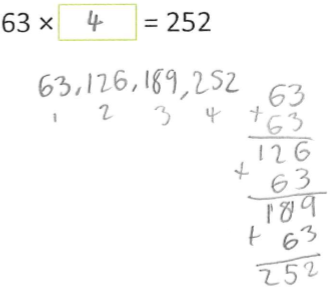 63 × 4 = 252
63, 126, 189, 252
1 2 3 4
63
+ 63
126
+ 63
189
+ 63
252